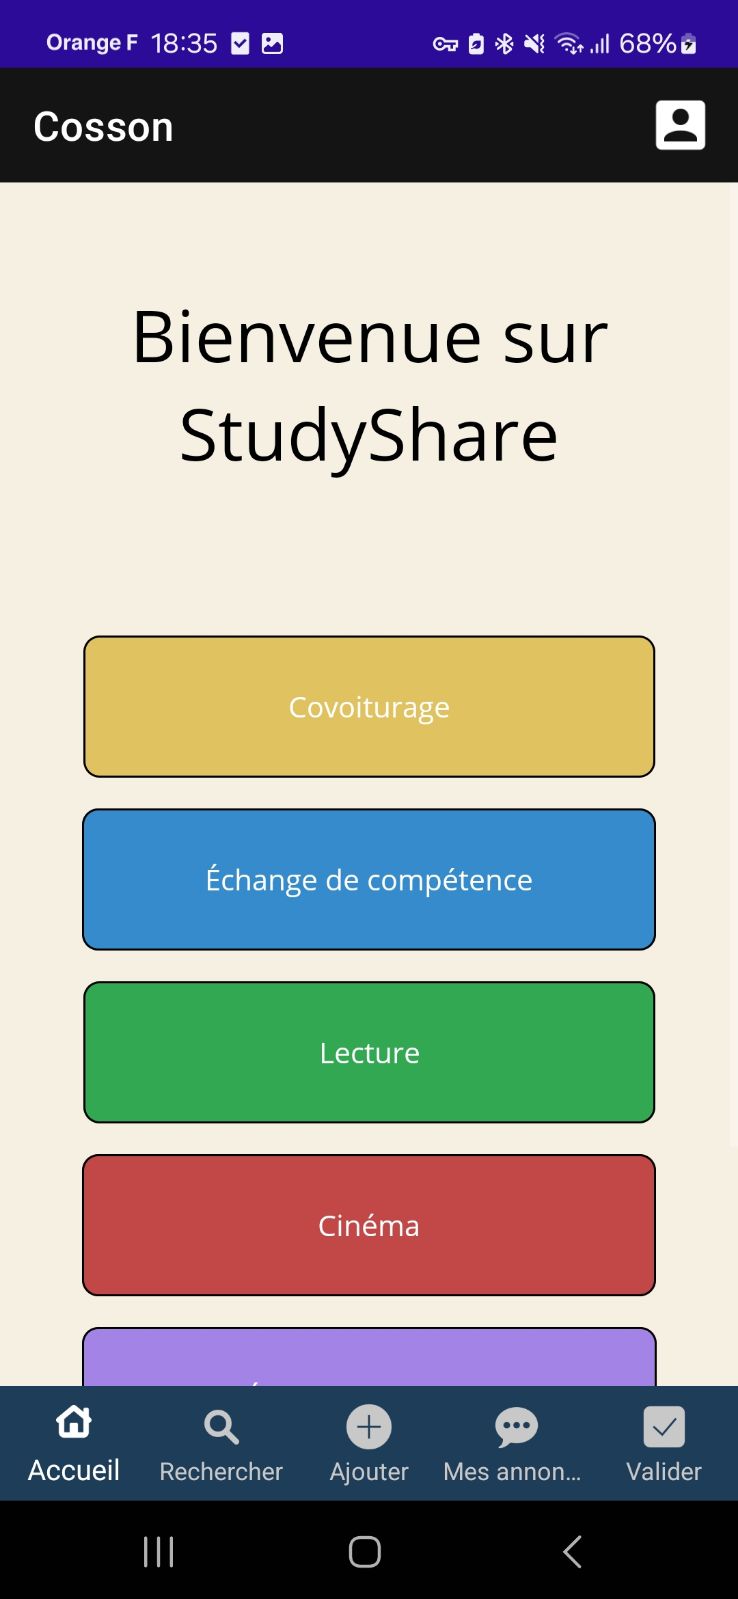 Orange F 18:35 68%
Cosson
Bienvenue sur
StudyShare
Covoiturage
Échange de compétence
Lecture
Cinéma
Accueil Rechercher Ajouter Mes annon... Valider